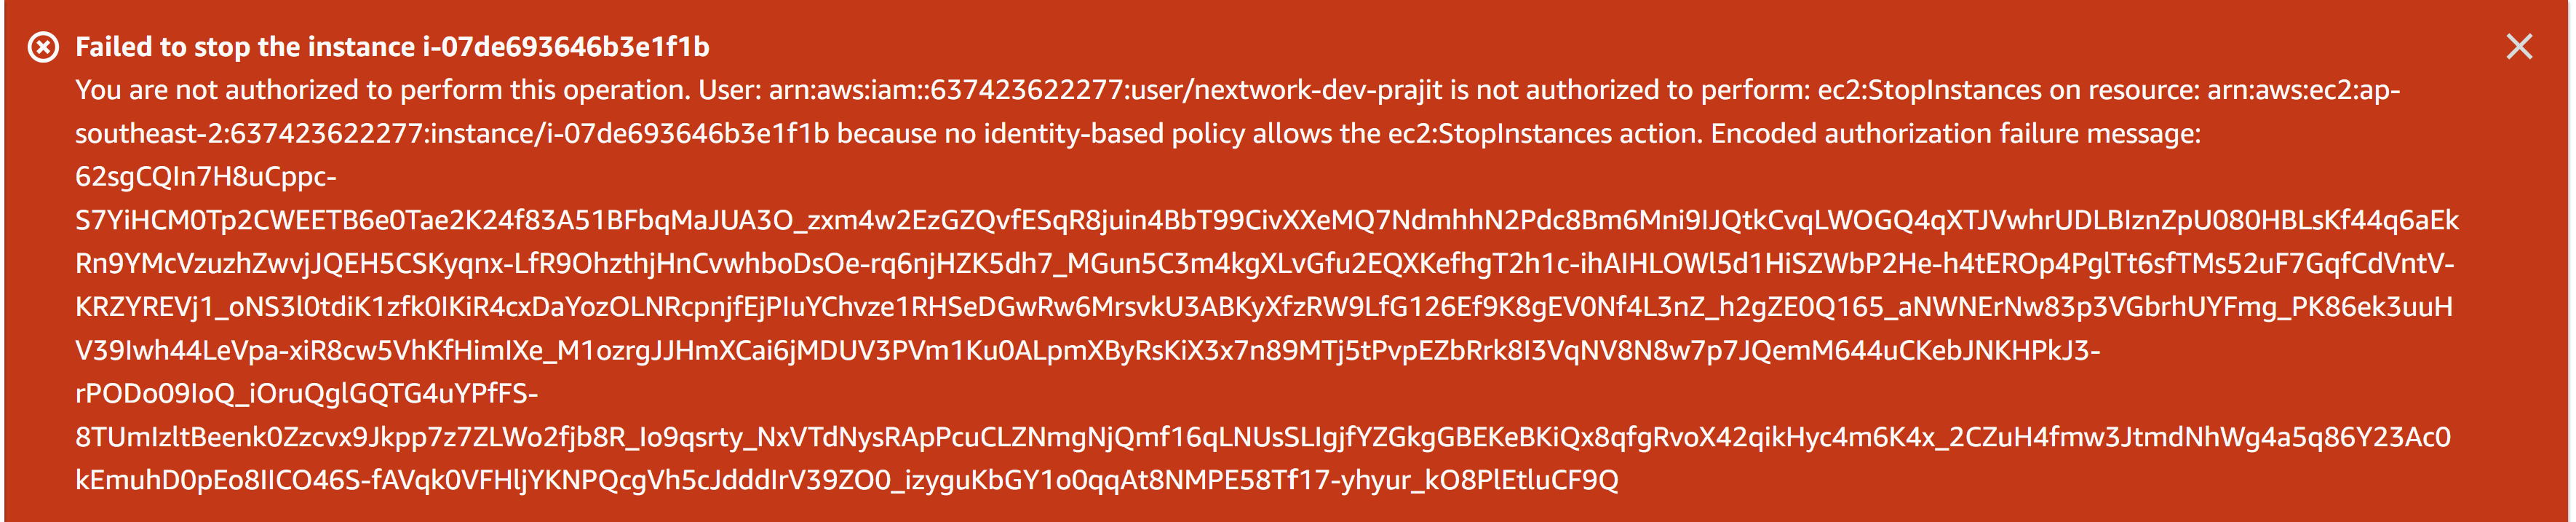 Failed to stop the instance i-07de693646b3e1f1b
You are not authorized to perform this operation. User: arn:aws:iam::637423622277:user/nextwork-dev-prajit is not authorized to perform: ec2:StopInstances on resource: arn:aws:ec2:ap-
southeast-2:637423622277:instance/i-07de693646b3e1f1b because no identity-based policy allows the ec2:StopInstances action. Encoded authorization failure message:
62sgCQIn7H8uCppc-
S7YiHCM0Tp2CWEETB6e0Tae2K24f83A51BFbqMaJUA3O_zxm4w2EzGZQvfESqR8juin4BbT99CivXXeMQ7NdmhhN2Pdc8Bm6Mni9IJQtkCvqLWOGQ4qXTJVwhrUDLBIznZpU080HBLsKf44q6aEk
Rn9YMcVzuzhZwvjJQEH5CSKyqnx-LfR9OhzthjHnCvwhboDsOe-rq6njHZK5dh7_MGun5C3m4kgXLvGfu2EQXKefhgT2h1c-ihAIHLOWl5d1HiSZWbP2He-h4tEROp4PglTt6sfTMs52uF7GqfCdVntV-
KRZYREVj1_oNS3l0tdiK1zfk0IKiR4cxDaYozOLNRcpnjfEjPIuYChvze1RHSeDGwRw6MrsvkU3ABKyXfzRW9LfG126Ef9K8gEV0Nf4L3nZ_h2gZE0Q165_aNWNErNw83p3VGbrhUYFmg_PK86ek3uuH
V39Iwh44LeVpa-xiR8cw5VhKfHimIXe_M1ozrgJJHmXCai6jMDUV3PVm1Ku0ALpmXByRsKiX3x7n89MTj5tPvpEZbRrk8I3VqNV8N8w7p7JQemM644uCKebJNKHPkJ3-
rPODo09IoQ_iOruQglGQTG4uYPfFS-
8TUmIzltBeenk0Zzcvx9Jkpp7z7ZLWo2fjb8R_Io9qsrty_NxVTdNysRApPcuCLZNmgNjQmf16qLNUsSLIgjfYZGkgGBEKeBKiQx8qfgRvoX42qikHyc4m6K4x_2CZuH4fmw3JtmdNhWg4a5q86Y23Ac0
kEmuhD0pEo8IICO46S-fAVqk0VFHljYKNPQcgVh5cJdddIrV39ZO0_izyguKbGY1o0qqAt8NMPE58Tf17-yhyur_kO8PlEtluCF9Q